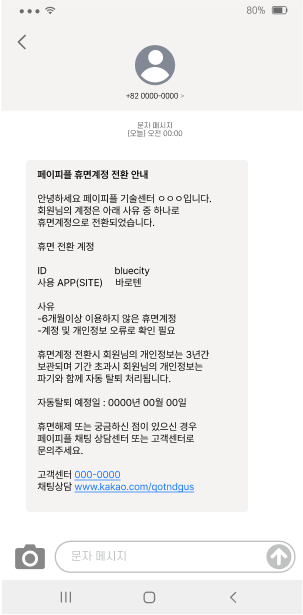 80%
+82 0000-0000 >
문자 메시지
(오늘) 오전 00:00
페이피플 휴면계정 전환 안내
안녕하세요 페이피플 기술센터 ㅇㅇㅇ입니다.
회원님의 계정은 아래 사유 중 하나로
휴면계정으로 전환되었습니다.
휴면 전환 계정
ID bluecity
사용 APP(SITE) 바로텐
사유
-6개월이상 이용하지 않은 휴면계정
-계정 및 개인정보 오류로 확인 필요
휴면계정 전환시 회원님의 개인정보는 3년간
보관되며 기간 초과시 회원님의 개인정보는
파기와 함께 자동 탈퇴 처리됩니다.
자동탈퇴 예정일 : 0000년 00월 00일
휴면해제 또는 궁금하신 점이 있으신 경우
페이피플 채팅 상담센터 또는 고객센터로
문의주세요.
고객센터 000-0000
채팅상담 www.kakao.com/qotndgus
문자 메시지